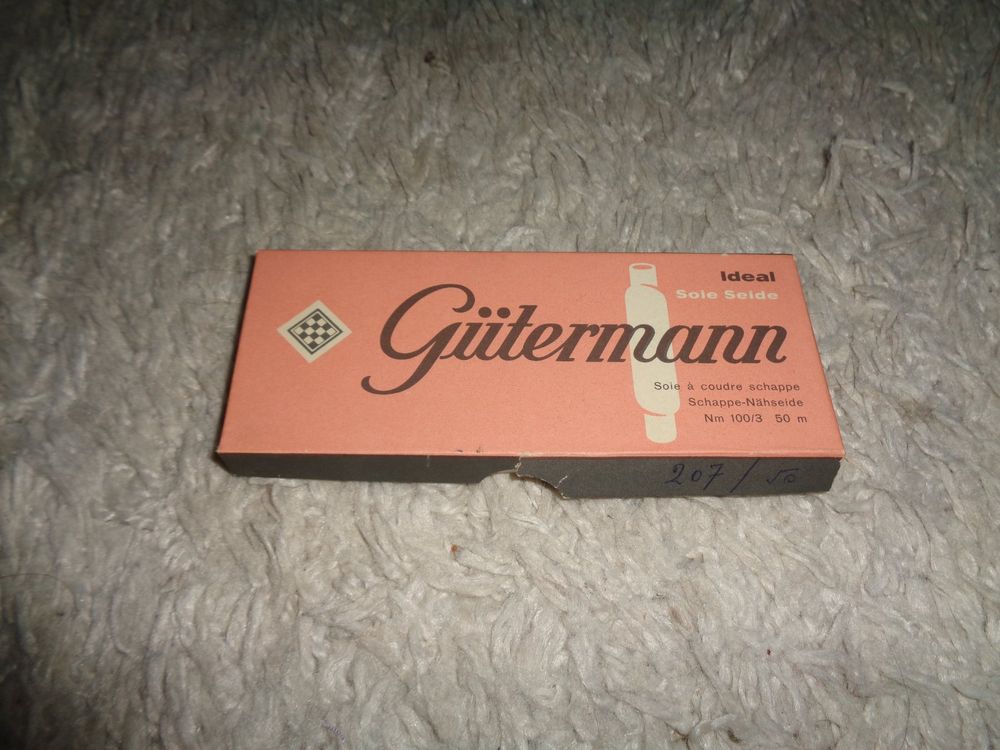 Ideal
Soie Seide
Gütermann
Soie à coudre schappe
Schappe-Nähseide
Nm 100/3 50 m
207 / 50